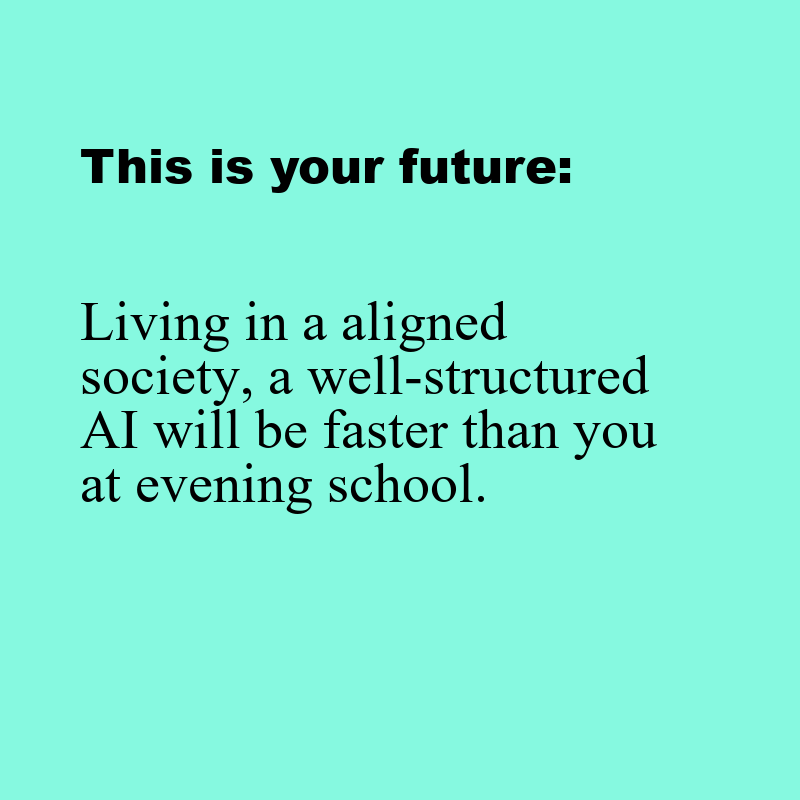 This is your future:
Living in a aligned
society, a well-structured
AI will be faster than you
at evening school.